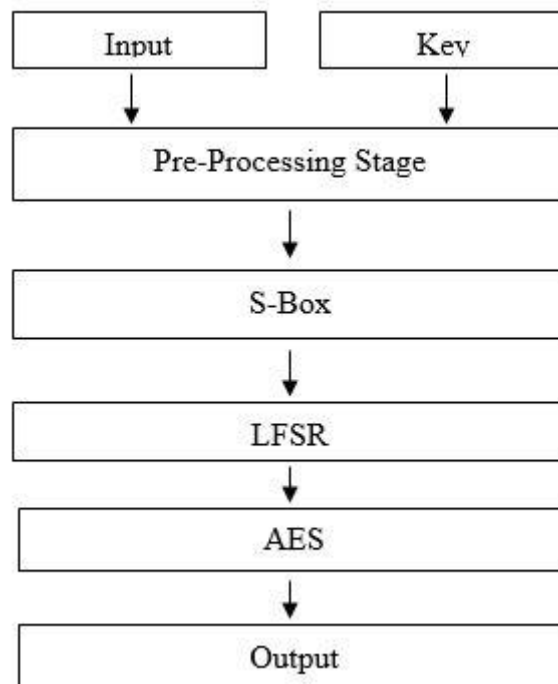 Input
Key
Pre-Processing Stage
S-Box
LFSR
AES
Output